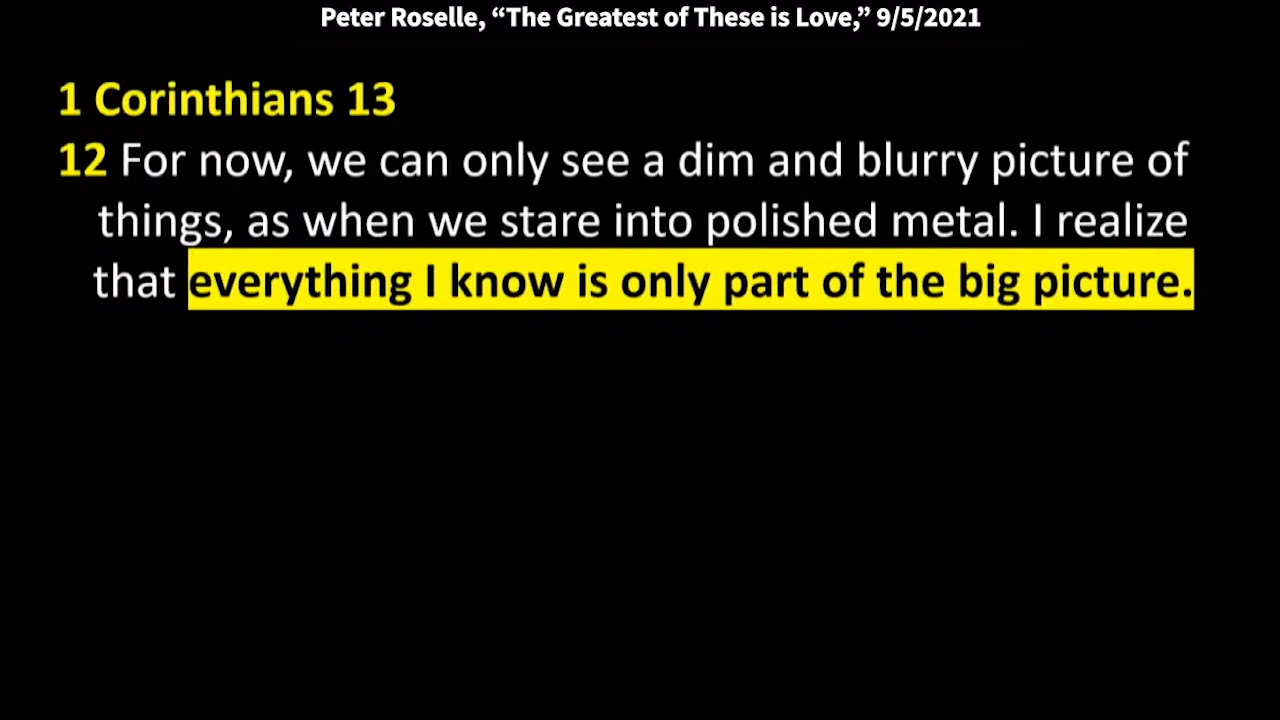 Peter Roselle, “The Greatest of These is Love,” 9/5/2021
1 Corinthians 13
12 For now, we can only see a dim and blurry picture of
things, as when we stare into polished metal. I realize
that everything I know is only part of the big picture.